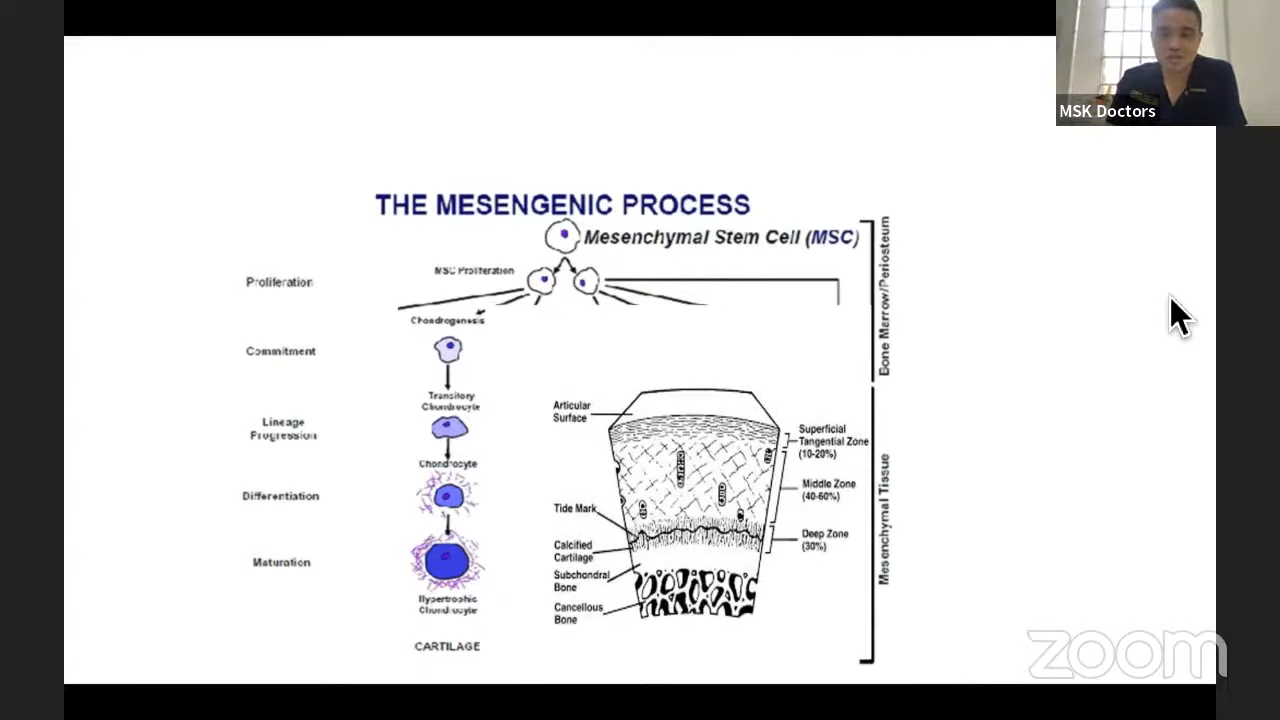 MSK Doctors
THE MESENGENIC PROCESS
Mesenchymal Stem Cell (MSC)
MSC Proliferation
Proliferation
Chondrogenesis
Commitment
Transitory
Chondrocyte
Lineage
Progression
Chondrocyte
Differentiation
Maturation
Hypertrophic
Chondrocyte
CARTILAGE
Articular
Surface
Tide Mark
Calcified
Cartilage
Subchondral
Bone
Cancellous
Bone
Superficial
Tangential Zone
(10-20%)
Middle Zone
(40-60%)
Deep Zone
(30%)
Bone Marrow/Periosteum
Mesenchymal Tissue
zoom